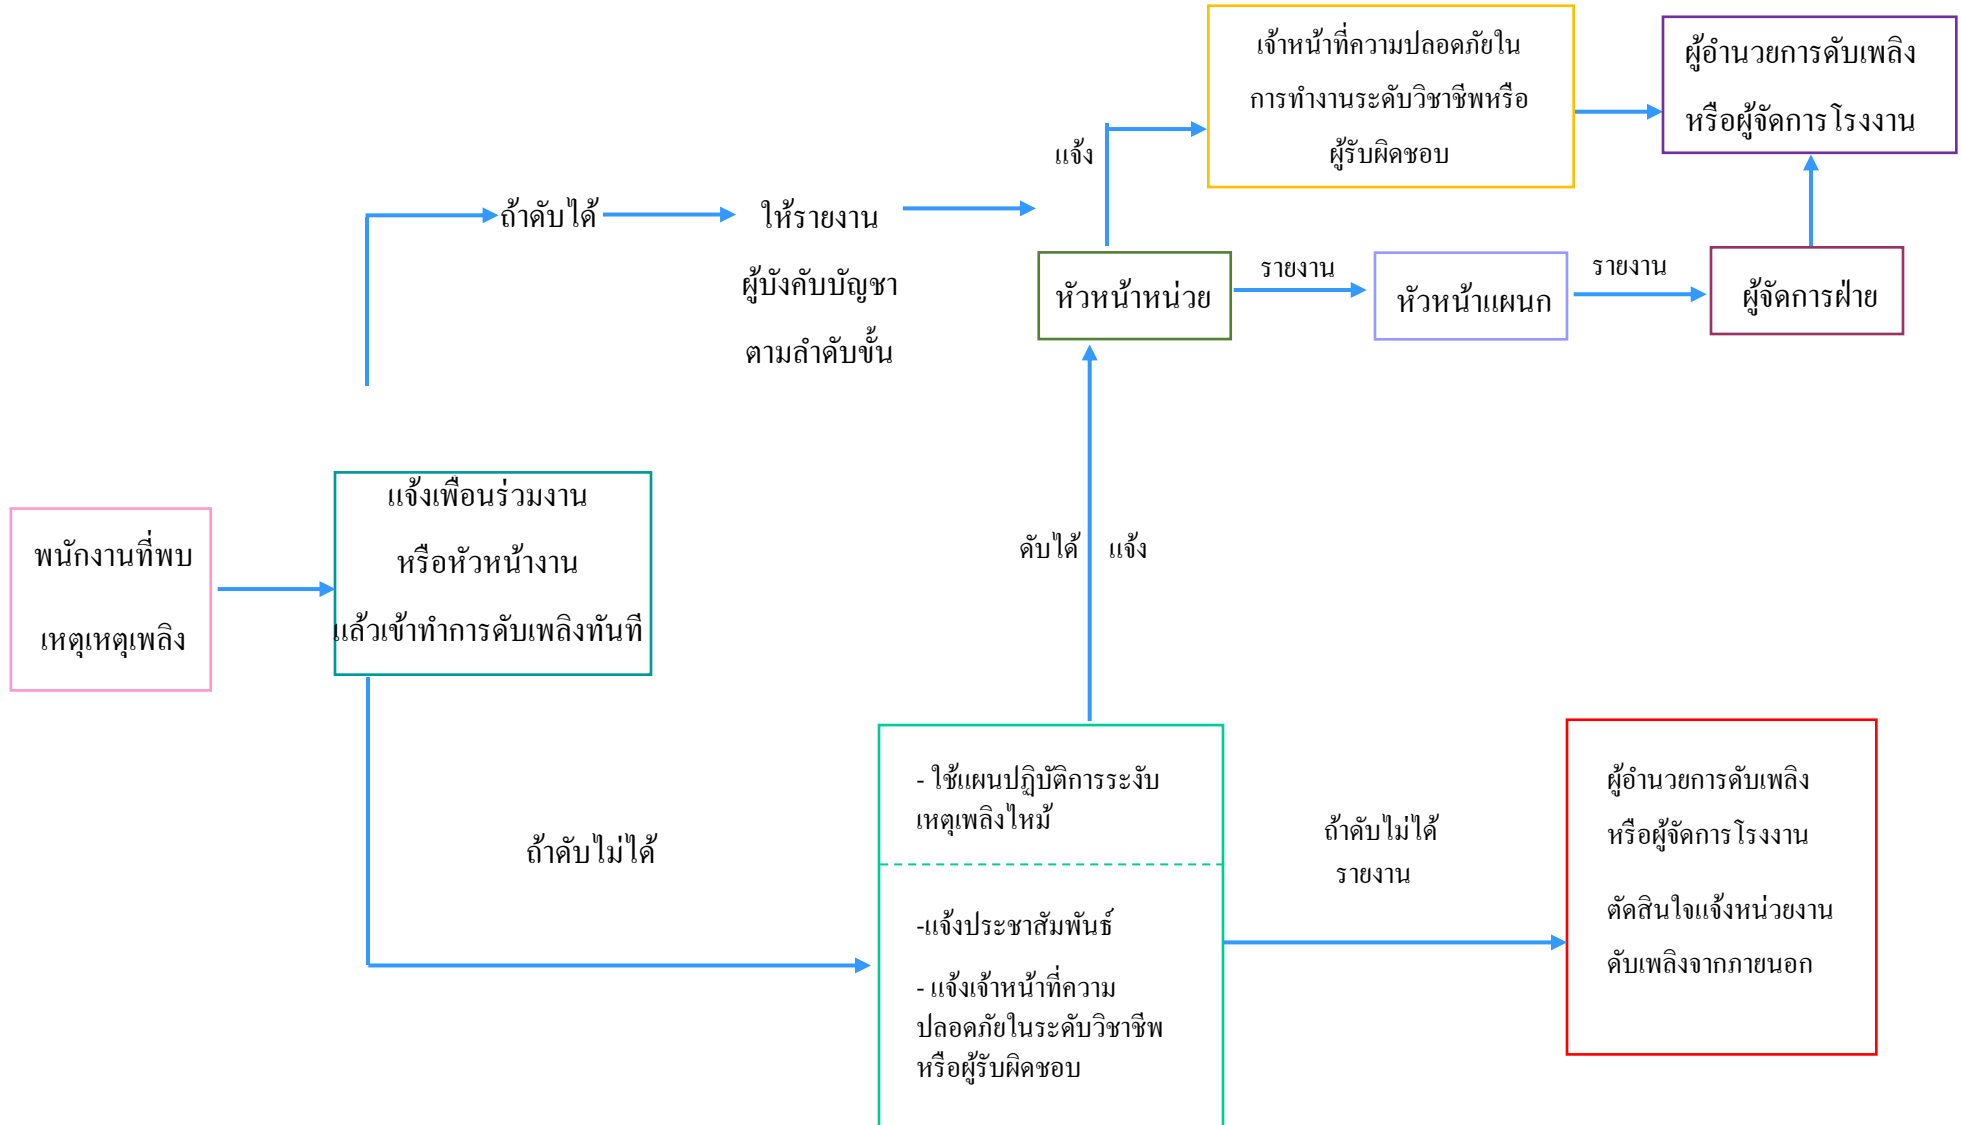 พนักงานที่พบ
เหตุเหตุเพลิง
แจ้งเพื่อนร่วมงาน
หรือหัวหน้างาน
แล้วเข้าทำการดับเพลิงทันที
ถ้าดับได้
ให้รายงาน
ผู้บังคับบัญชา
ตามลำดับขั้น
แจ้ง
เจ้าหน้าที่ความปลอดภัยใน
การทำงานระดับวิชาชีพหรือ
ผู้รับผิดชอบ
ผู้อำนวยการดับเพลิง
หรือผู้จัดการโรงงาน
หัวหน้าหน่วย
รายงาน
หัวหน้าแผนก
รายงาน
ผู้จัดการฝ่าย
ดับได้ แจ้ง
ถ้าดับไม่ได้
- ใช้แผนปฏิบัติการระงับ
เหตุเพลิงไหม้
-แจ้งประชาสัมพันธ์
- แจ้งเจ้าหน้าที่ความ
ปลอดภัยในระดับวิชาชีพ
หรือผู้รับผิดชอบ
ถ้าดับไม่ได้
รายงาน
ผู้อำนวยการดับเพลิง
หรือผู้จัดการโรงงาน
ตัดสินใจแจ้งหน่วยงาน
ดับเพลิงจากภายนอก